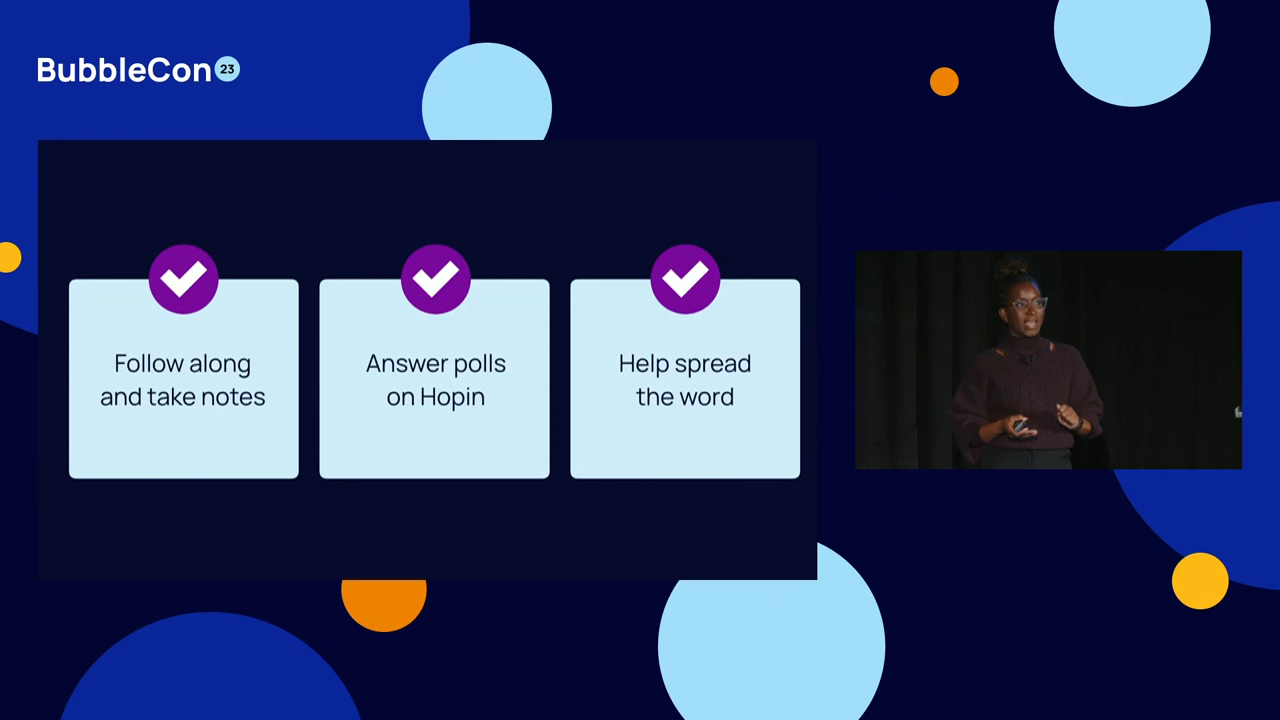 BubbleCon 23
Follow along
and take notes
Answer polls
on Hopin
Help spread
the word